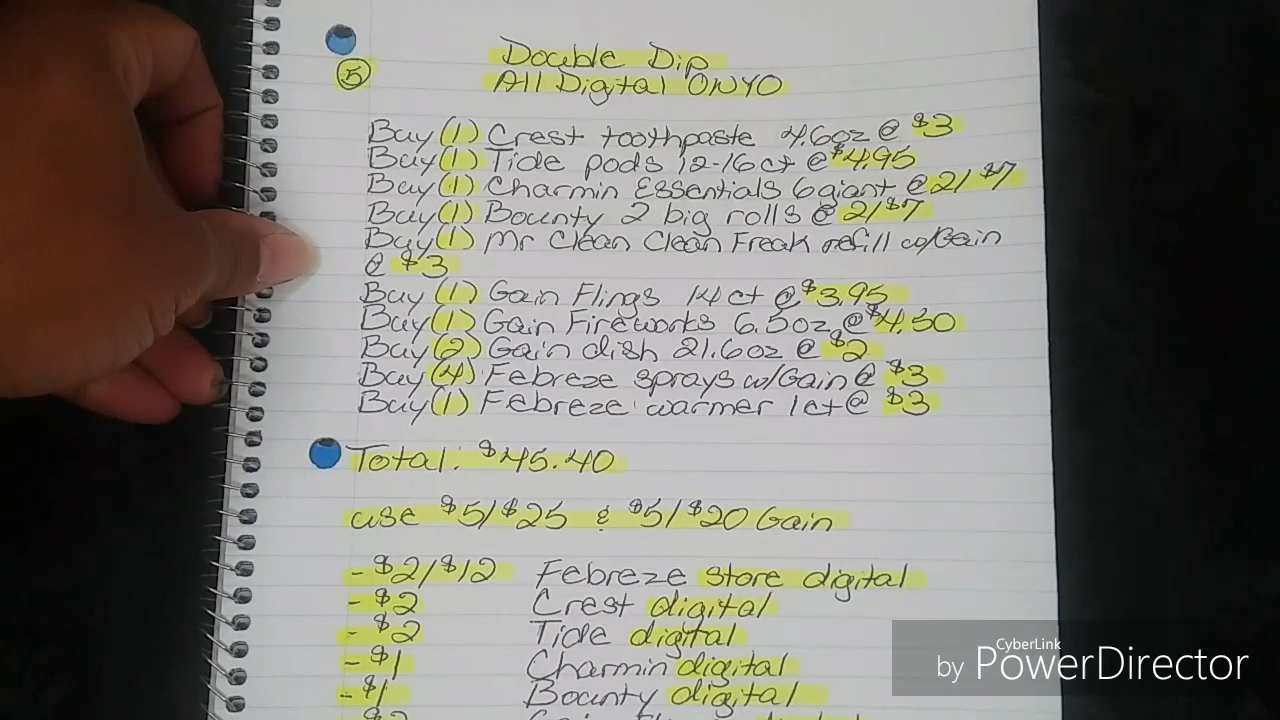 Double Dip
5 All Digital ONYO
Buy (1) Crest toothpaste 4.6oz @ $3
Buy (1) Tide pods 12-16ct @ $4.95
Buy (1) Charmin Essentials 6giant @ 2/$7
Buy (1) Bounty 2 big rolls @ 2/$7
Buy (1) Mr Clean Clean Freak refill w/Gain
@ $3
Buy (1) Gain Flings 14 ct @ $3.95
Buy (1) Gain Fireworks 6.5oz @ $4.50
Buy (2) Gain dish 21.6oz @ $2
Buy (4) Febreze sprays w/Gain @ $3
Buy (1) Febreze warmer 1ct @ $3
Total: $45.40
use $5/$25 & $5/$20 Gain
- $2/$12 Febreze store digital
- $2 Crest digital
- $2 Tide digital
- $1 Charmin digital
- $1 Bounty digital
CyberLink
by PowerDirector